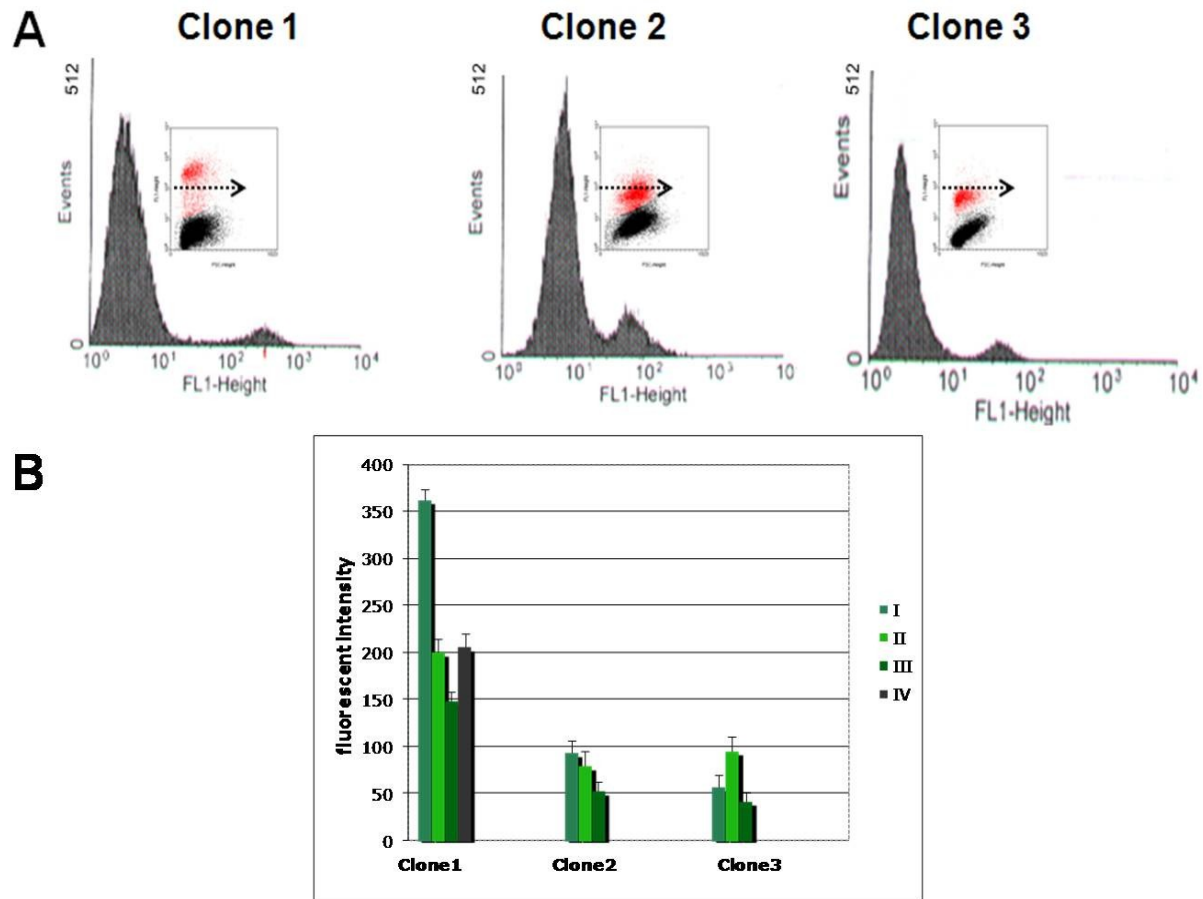 A
Clone 1
Clone 2
Clone 3
512
Events
0
10⁰ 10¹ 10² 10³ 10⁴
FL1-Height
512
Events
0
10⁰ 10¹ 10² 10³ 10
FL1-Height
512
Events
0
10⁰ 10¹ 10² 10³ 10⁴
FL1-Height
B
400
350
300
250
200
150
100
50
0
fluorescent intensity
Clone1
Clone2
Clone3
I
II
III
IV